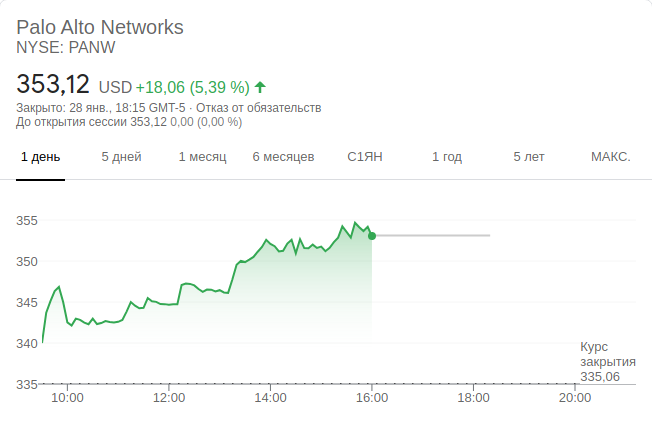 Palo Alto Networks
NYSE: PANW
353,12 USD +18,06 (5,39 %)
Закрыто: 28 янв., 18:15 GMT-5 · Отказ от обязательств
До открытия сессии 353,12 0,00 (0,00 %)
1 день 5 дней 1 месяц 6 месяцев С1ЯН 1 год 5 лет МАКС.
355
350
345
340
335
Курс
закрытия
335,06
10:00 12:00 14:00 16:00 18:00 20:00